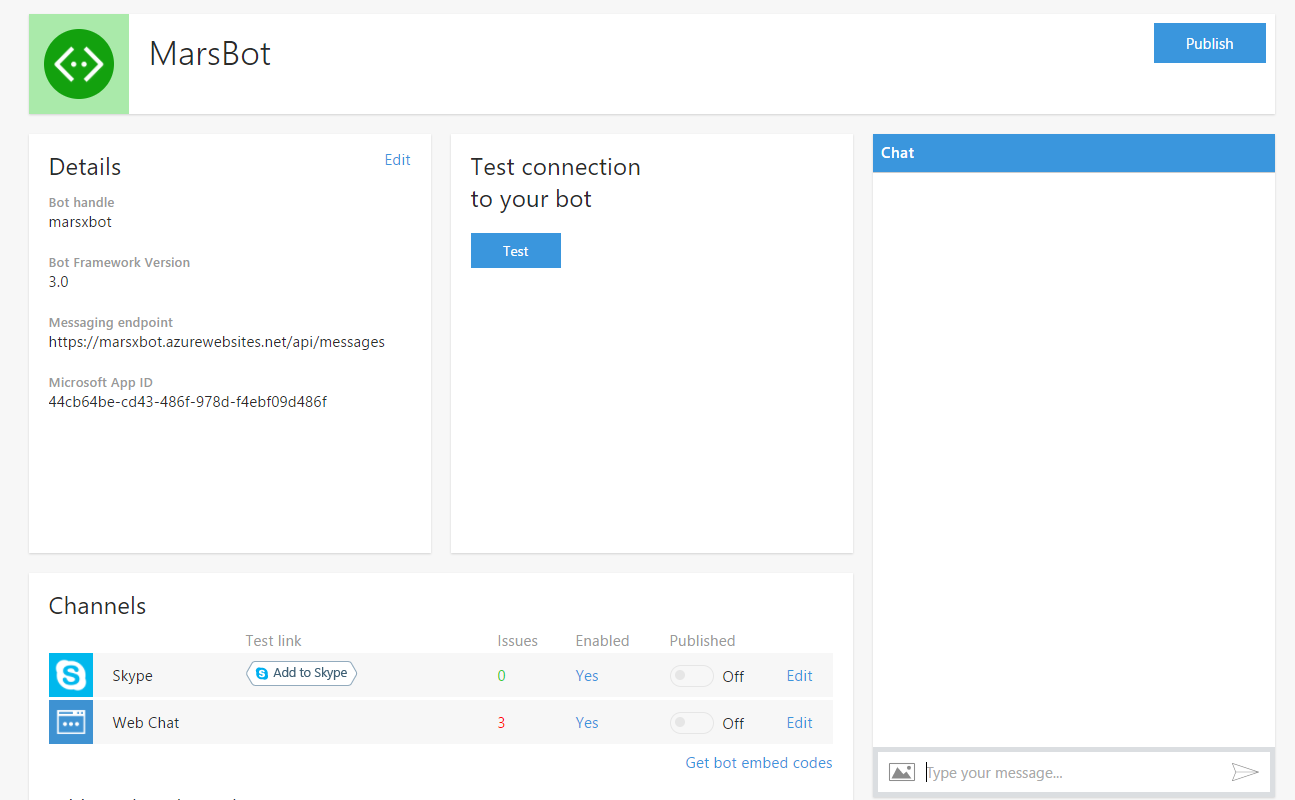 MarsBot
Publish
Details
Edit
Bot handle
marsxbot
Bot Framework Version
3.0
Messaging endpoint
https://marsxbot.azurewebsites.net/api/messages
Microsoft App ID
44cb64be-cd43-486f-978d-f4ebf09d486f
Test connection
to your bot
Test
Chat
Type your message...
Channels
Test link Issues Enabled Published
Skype Add to Skype 0 Yes Off Edit
Web Chat 3 Yes Off Edit
Get bot embed codes